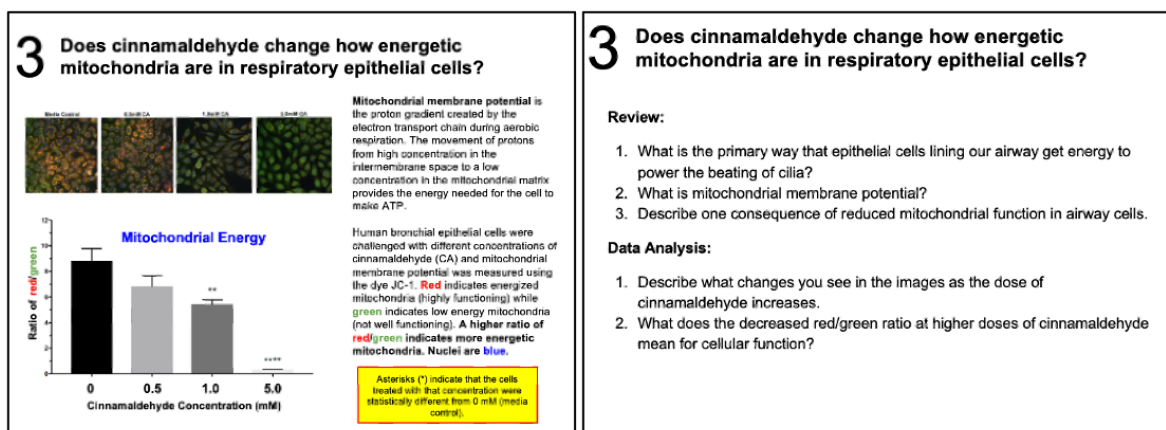 3
Does cinnamaldehyde change how energetic
mitochondria are in respiratory epithelial cells?
Media Control
0.5mM CA
1.0mM CA
5.0mM CA
Mitochondrial membrane potential is
the proton gradient created by the
electron transport chain during aerobic
respiration. The movement of protons
from high concentration in the
intermembrane space to a low
concentration in the mitochondrial matrix
provides the energy needed for the cell to
make ATP.
12
10
8
6
4
2
0
Ratio of red/green
Mitochondrial Energy
**
****
0
0.5
1.0
5.0
Cinnamaldehyde Concentration (mM)
Human bronchial epithelial cells were
challenged with different concentrations of
cinnamaldehyde (CA) and mitochondrial
membrane potential was measured using
the dye JC-1. Red indicates energized
mitochondria (highly functioning) while
green indicates low energy mitochondria
(not well functioning). A higher ratio of
red/green indicates more energetic
mitochondria. Nuclei are blue.
Asterisks (*) indicate that the cells
treated with that concentration were
statistically different from 0 mM (media
control).
3
Does cinnamaldehyde change how energetic
mitochondria are in respiratory epithelial cells?
Review:
1. What is the primary way that epithelial cells lining our airway get energy to
power the beating of cilia?
2. What is mitochondrial membrane potential?
3. Describe one consequence of reduced mitochondrial function in airway cells.
Data Analysis:
1. Describe what changes you see in the images as the dose of
cinnamaldehyde increases.
2. What does the decreased red/green ratio at higher doses of cinnamaldehyde
mean for cellular function?